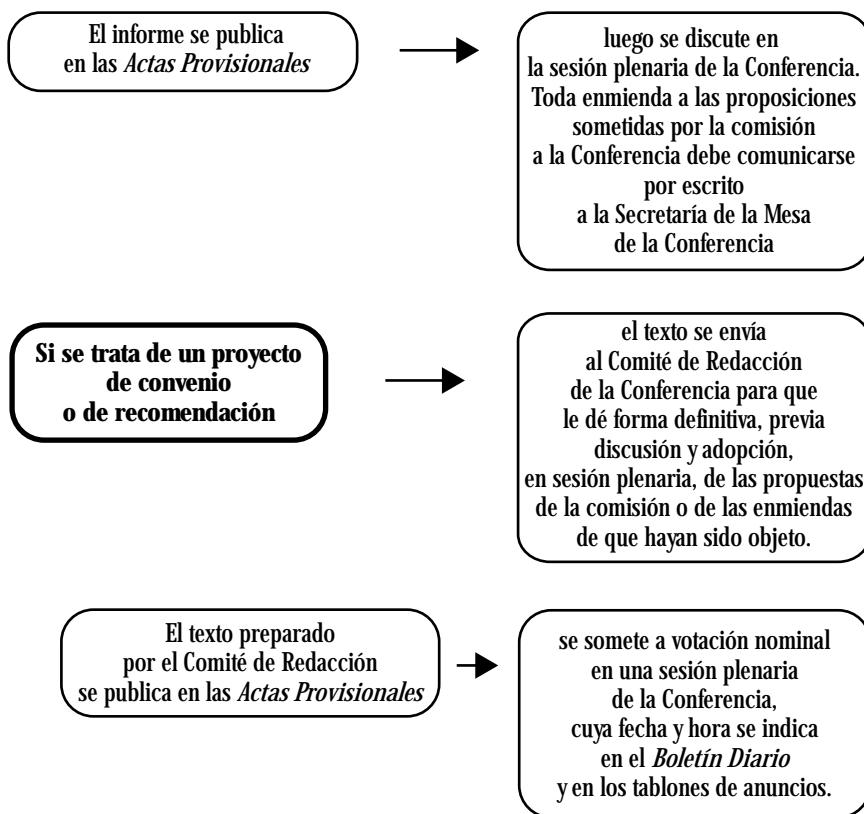 El informe se publica
en las Actas Provisionales
luego se discute en
la sesión plenaria de la Conferencia.
Toda enmienda a las proposiciones
sometidas por la comisión
a la Conferencia debe comunicarse
por escrito
a la Secretaría de la Mesa
de la Conferencia
Si se trata de un proyecto
de convenio
o de recomendación
el texto se envía
al Comité de Redacción
de la Conferencia para que
le dé forma definitiva, previa
discusión y adopción,
en sesión plenaria, de las propuestas
de la comisión o de las enmiendas
de que hayan sido objeto.
El texto preparado
por el Comité de Redacción
se publica en las Actas Provisionales
se somete a votación nominal
en una sesión plenaria
de la Conferencia,
cuya fecha y hora se indica
en el Boletín Diario
y en los tablones de anuncios.